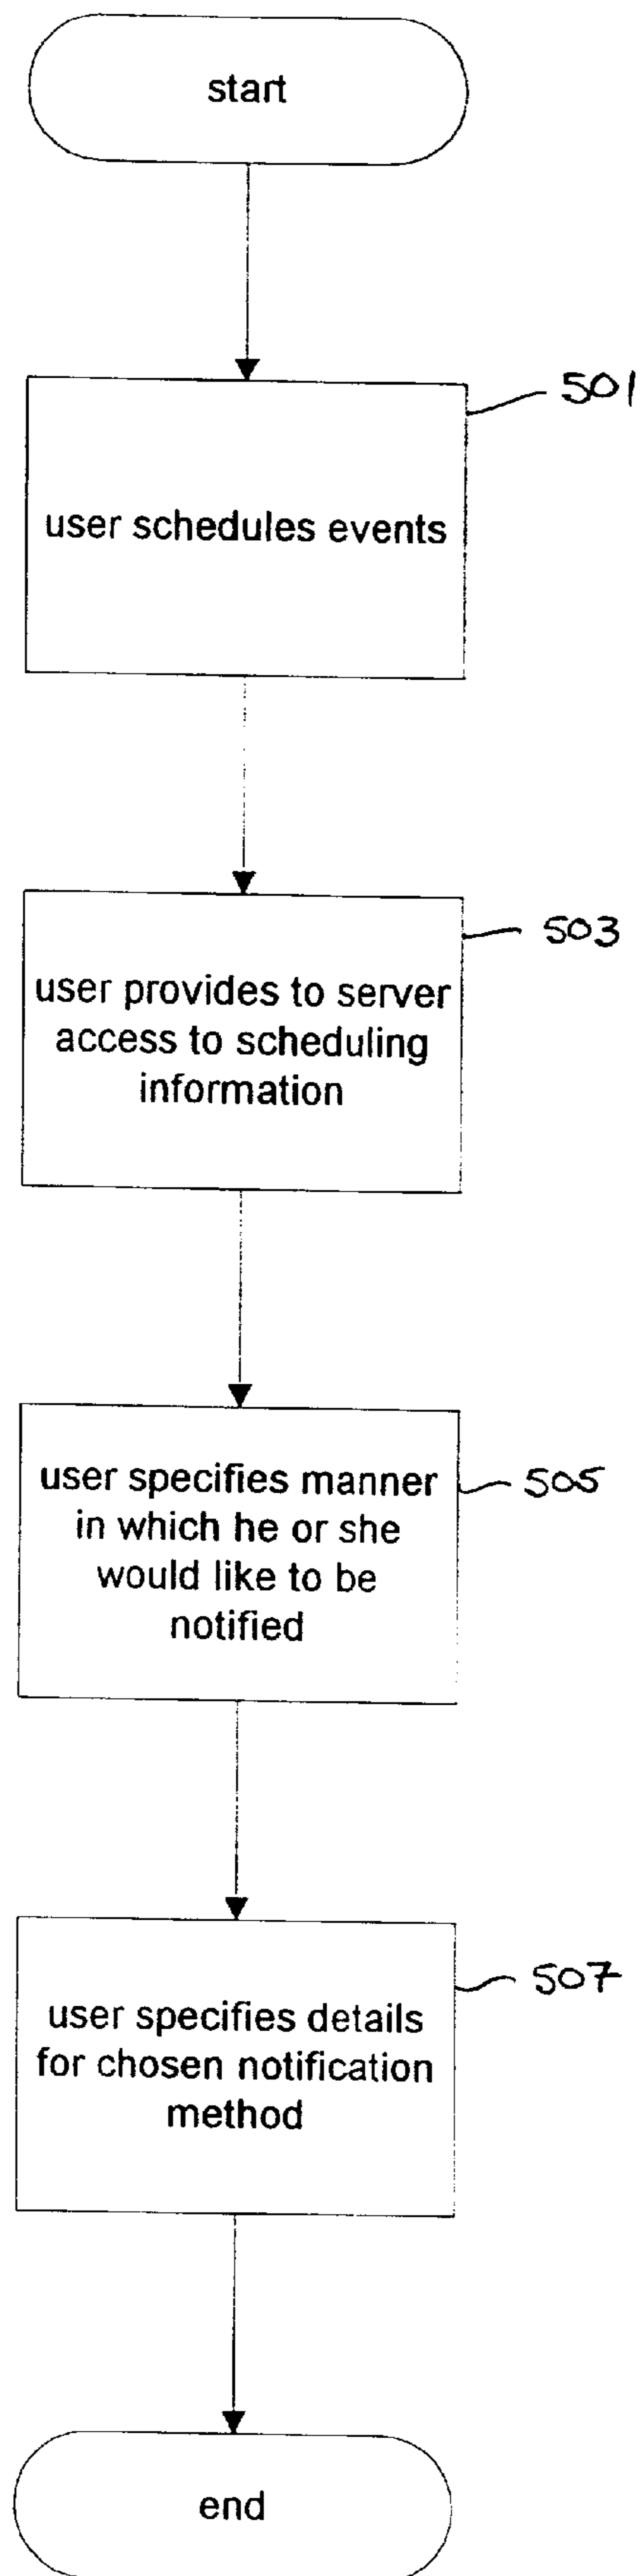 start
501
user schedules events
503
user provides to server
access to scheduling
information
505
user specifies manner
in which he or she
would like to be
notified
507
user specifies details
for chosen notification
method
end